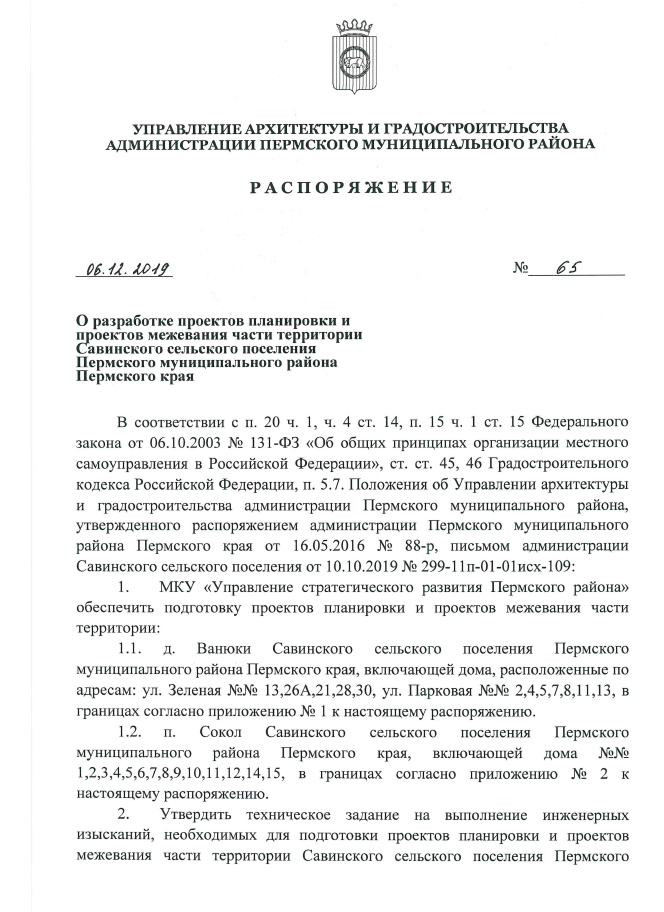 УПРАВЛЕНИЕ АРХИТЕКТУРЫ И ГРАДОСТРОИТЕЛЬСТВА
АДМИНИСТРАЦИИ ПЕРМСКОГО МУНИЦИПАЛЬНОГО РАЙОНА
РАСПОРЯЖЕНИЕ
06.12.2019 № 65
О разработке проектов планировки и
проектов межевания части территории
Савинского сельского поселения
Пермского муниципального района
Пермского края
В соответствии с п. 20 ч. 1, ч. 4 ст. 14, п. 15 ч. 1 ст. 15 Федерального
закона от 06.10.2003 № 131-ФЗ «Об общих принципах организации местного
самоуправления в Российской Федерации», ст. ст. 45, 46 Градостроительного
кодекса Российской Федерации, п. 5.7. Положения об Управлении архитектуры
и градостроительства администрации Пермского муниципального района,
утвержденного распоряжением администрации Пермского муниципального
района Пермского края от 16.05.2016 № 88-р, письмом администрации
Савинского сельского поселения от 10.10.2019 № 299-11п-01-01исх-109:
1. МКУ «Управление стратегического развития Пермского района»
обеспечить подготовку проектов планировки и проектов межевания части
территории:
1.1. д. Ванюки Савинского сельского поселения Пермского
муниципального района Пермского края, включающей дома, расположенные по
адресам: ул. Зеленая №№ 13,26А,21,28,30, ул. Парковая №№ 2,4,5,7,8,11,13, в
границах согласно приложению № 1 к настоящему распоряжению.
1.2. п. Сокол Савинского сельского поселения Пермского
муниципального района Пермского края, включающей дома №№
1,2,3,4,5,6,7,8,9,10,11,12,14,15, в границах согласно приложению № 2 к
настоящему распоряжению.
2. Утвердить техническое задание на выполнение инженерных
изысканий, необходимых для подготовки проектов планировки и проектов
межевания части территории Савинского сельского поселения Пермского